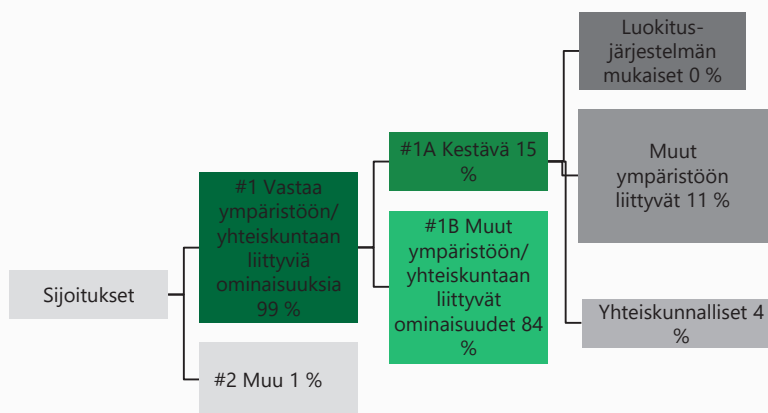 Sijoitukset
#1 Vastaa
ympäristöön/
yhteiskuntaan
liittyviä
ominaisuuksia
99 %
#2 Muu 1 %
#1A Kestävä 15
%
#1B Muut
ympäristöön/
yhteiskuntaan
liittyvät
ominaisuudet 84
%
Luokitus-
järjestelmän
mukaiset 0 %
Muut
ympäristöön
liittyvät 11 %
Yhteiskunnalliset 4
%